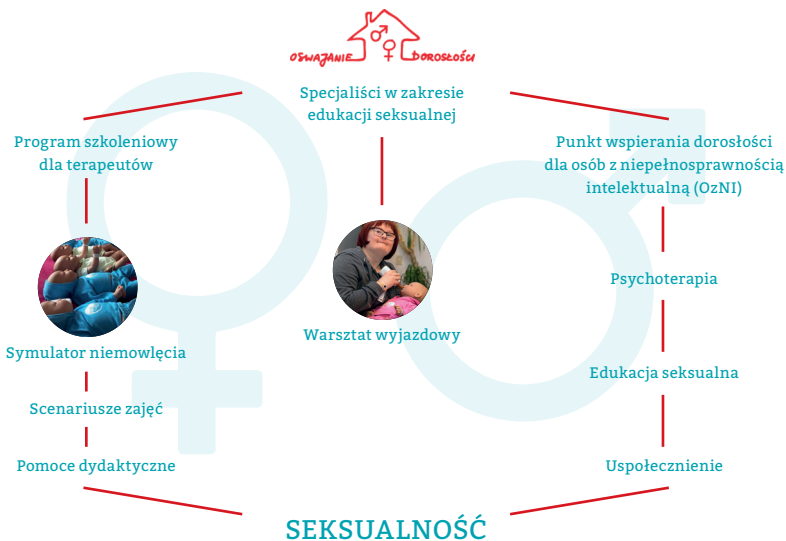 OSWAJANIE DOROSŁOŚCI
Specjaliści w zakresie
edukacji seksualnej
Program szkoleniowy
dla terapeutów
Symulator niemowlęcia
Scenariusze zajęć
Pomoce dydaktyczne
Warsztat wyjazdowy
Punkt wspierania dorosłości
dla osób z niepełnosprawnością
intelektualną (OzNI)
Psychoterapia
Edukacja seksualna
Uspołecznienie
SEKSUALNOŚĆ